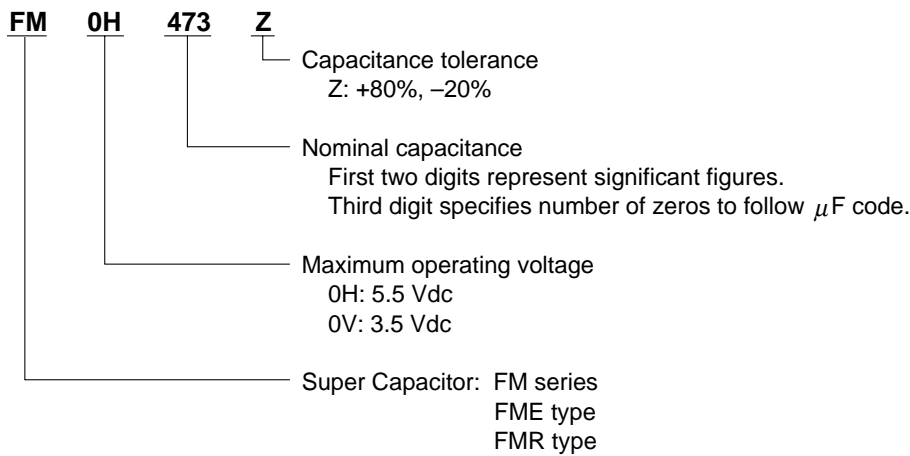 FM 0H 473 Z
Capacitance tolerance
Z: +80%, –20%
Nominal capacitance
First two digits represent significant figures.
Third digit specifies number of zeros to follow μF code.
Maximum operating voltage
0H: 5.5 Vdc
0V: 3.5 Vdc
Super Capacitor: FM series
FME type
FMR type